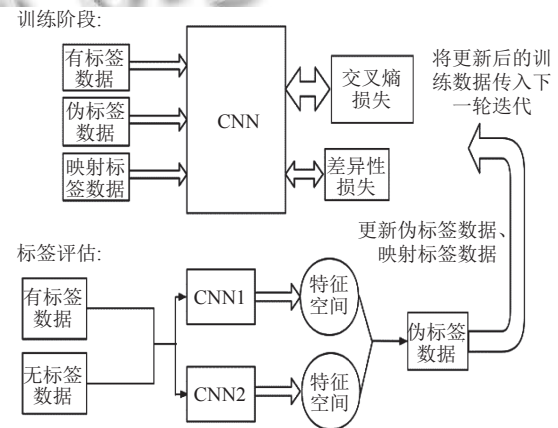 训练阶段:
有标签
数据
伪标签
数据
映射标
签数据
CNN
交叉熵
损失
差异性
损失
将更新后的训
练数据传入下
一轮迭代
更新伪标签数据、
映射标签数据
标签评估:
有标签
数据
无标签
数据
CNN1
CNN2
特征
空间
特征
空间
伪标签
数据